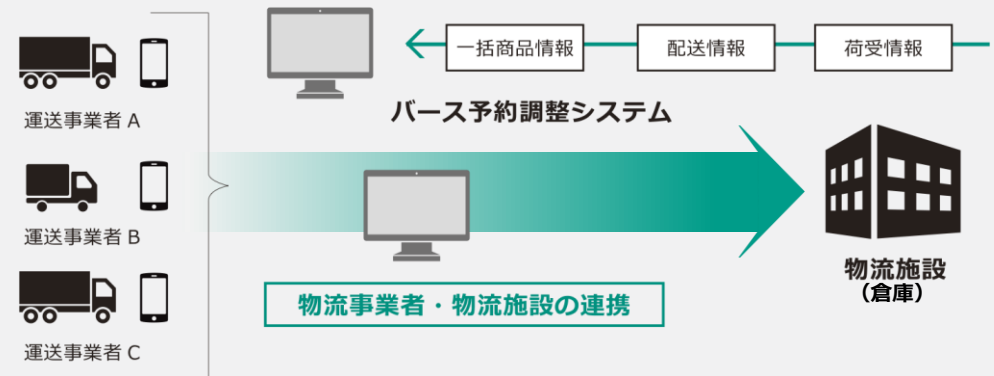 一括商品情報
配送情報
荷受情報
バース予約調整システム
運送事業者 A
運送事業者 B
運送事業者 C
物流事業者・物流施設の連携
物流施設
（倉庫）